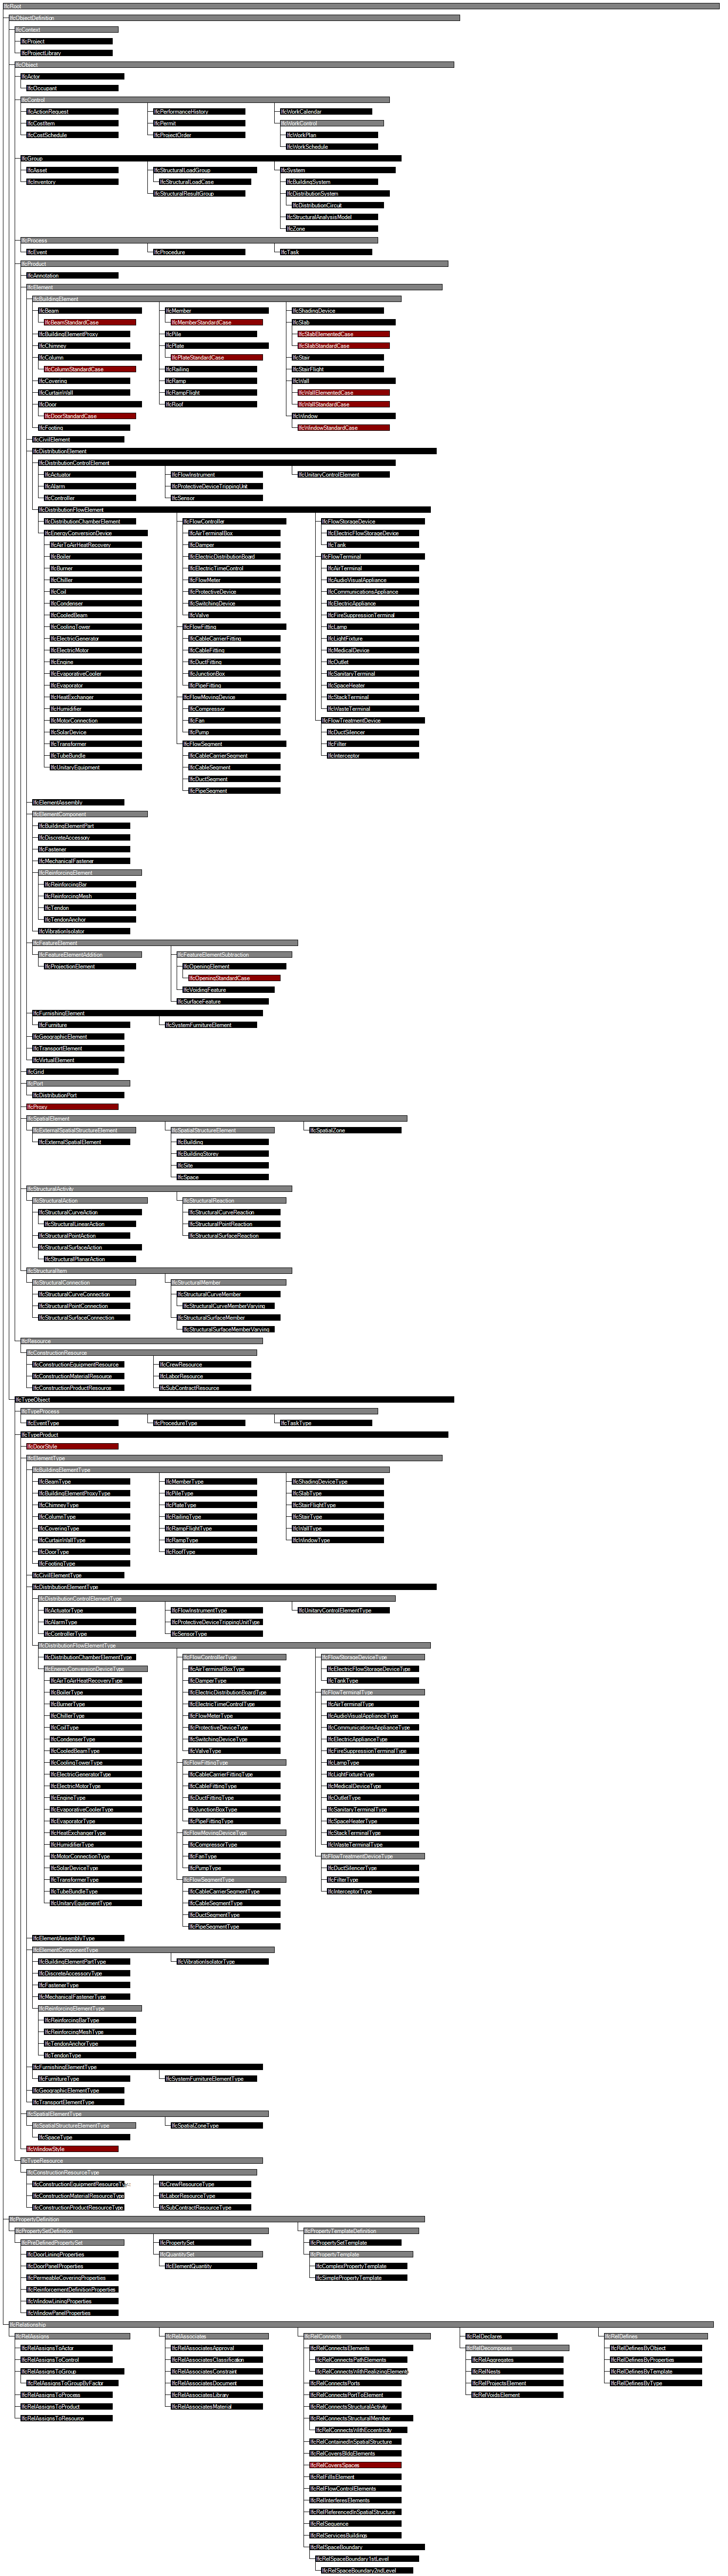 IfcRoot
IfcObjectDefinition
IfcContext
IfcProject
IfcProjectLibrary
IfcObject
IfcActor
IfcOccupant
IfcControl
IfcActionRequest
IfcCostItem
IfcCostSchedule
IfcPerformanceHistory
IfcPermit
IfcProjectOrder
IfcWorkCalendar
IfcWorkControl
IfcWorkPlan
IfcWorkSchedule
IfcGroup
IfcAsset
IfcInventory
IfcStructuralLoadGroup
IfcStructuralLoadCase
IfcStructuralResultGroup
IfcSystem
IfcBuildingSystem
IfcDistributionSystem
IfcDistributionCircuit
IfcStructuralAnalysisModel
IfcZone
IfcProcess
IfcEvent
IfcProcedure
IfcTask
IfcProduct
IfcAnnotation
IfcElement
IfcBuildingElement
IfcBeam
IfcBeamStandardCase
IfcBuildingElementProxy
IfcChimney
IfcColumn
IfcColumnStandardCase
IfcCovering
IfcCurtainWall
IfcDoor
IfcDoorStandardCase
IfcFooting
IfcMember
IfcMemberStandardCase
IfcPile
IfcPlate
IfcPlateStandardCase
IfcRailing
IfcRamp
IfcRampFlight
IfcRoof
IfcShadingDevice
IfcSlab
IfcSlabElementedCase
IfcSlabStandardCase
IfcStair
IfcStairFlight
IfcWall
IfcWallElementedCase
IfcWallStandardCase
IfcWindow
IfcWindowStandardCase
IfcCivilElement
IfcDistributionElement
IfcDistributionControlElement
IfcActuator
IfcAlarm
IfcController
IfcFlowInstrument
IfcProtectiveDeviceTrippingUnit
IfcSensor
IfcUnitaryControlElement
IfcDistributionFlowElement
IfcDistributionChamberElement
IfcEnergyConversionDevice
IfcAirToAirHeatRecovery
IfcBoiler
IfcBurner
IfcChiller
IfcCoil
IfcCondenser
IfcCooledBeam
IfcCoolingTower
IfcElectricGenerator
IfcElectricMotor
IfcEngine
IfcEvaporativeCooler
IfcEvaporator
IfcHeatExchanger
IfcHumidifier
IfcMotorConnection
IfcSolarDevice
IfcTransformer
IfcTubeBundle
IfcUnitaryEquipment
IfcFlowController
IfcAirTerminalBox
IfcDamper
IfcElectricDistributionBoard
IfcElectricTimeControl
IfcFlowMeter
IfcProtectiveDevice
IfcSwitchingDevice
IfcValve
IfcFlowFitting
IfcCableCarrierFitting
IfcCableFitting
IfcDuctFitting
IfcJunctionBox
IfcPipeFitting
IfcFlowMovingDevice
IfcCompressor
IfcFan
IfcPump
IfcFlowSegment
IfcCableCarrierSegment
IfcCableSegment
IfcDuctSegment
IfcPipeSegment
IfcFlowStorageDevice
IfcElectricFlowStorageDevice
IfcTank
IfcFlowTerminal
IfcAirTerminal
IfcAudioVisualAppliance
IfcCommunicationsAppliance
IfcElectricAppliance
IfcFireSuppressionTerminal
IfcLamp
IfcLightFixture
IfcMedicalDevice
IfcOutlet
IfcSanitaryTerminal
IfcSpaceHeater
IfcStackTerminal
IfcWasteTerminal
IfcFlowTreatmentDevice
IfcDuctSilencer
IfcFilter
IfcInterceptor
IfcElementAssembly
IfcElementComponent
IfcBuildingElementPart
IfcDiscreteAccessory
IfcFastener
IfcMechanicalFastener
IfcReinforcingElement
IfcReinforcingBar
IfcReinforcingMesh
IfcTendon
IfcTendonAnchor
IfcVibrationIsolator
IfcFeatureElement
IfcFeatureElementAddition
IfcProjectionElement
IfcFeatureElementSubtraction
IfcOpeningElement
IfcOpeningStandardCase
IfcVoidingFeature
IfcSurfaceFeature
IfcFurnishingElement
IfcFurniture
IfcSystemFurnitureElement
IfcGeographicElement
IfcTransportElement
IfcVirtualElement
IfcGrid
IfcPort
IfcDistributionPort
IfcProxy
IfcSpatialElement
IfcExternalSpatialStructureElement
IfcExternalSpatialElement
IfcSpatialStructureElement
IfcBuilding
IfcBuildingStorey
IfcSite
IfcSpace
IfcSpatialZone
IfcStructuralActivity
IfcStructuralAction
IfcStructuralCurveAction
IfcStructuralLinearAction
IfcStructuralPointAction
IfcStructuralSurfaceAction
IfcStructuralPlanarAction
IfcStructuralReaction
IfcStructuralCurveReaction
IfcStructuralPointReaction
IfcStructuralSurfaceReaction
IfcStructuralItem
IfcStructuralConnection
IfcStructuralCurveConnection
IfcStructuralPointConnection
IfcStructuralSurfaceConnection
IfcStructuralMember
IfcStructuralCurveMember
IfcStructuralCurveMemberVarying
IfcStructuralSurfaceMember
IfcStructuralSurfaceMemberVarying
IfcResource
IfcConstructionResource
IfcConstructionEquipmentResource
IfcConstructionMaterialResource
IfcConstructionProductResource
IfcCrewResource
IfcLaborResource
IfcSubContractResource
IfcTypeObject
IfcTypeProcess
IfcEventType
IfcProcedureType
IfcTaskType
IfcTypeProduct
IfcDoorStyle
IfcElementType
IfcBuildingElementType
IfcBeamType
IfcBuildingElementProxyType
IfcChimneyType
IfcColumnType
IfcCoveringType
IfcCurtainWallType
IfcDoorType
IfcFootingType
IfcMemberType
IfcPileType
IfcPlateType
IfcRailingType
IfcRampFlightType
IfcRampType
IfcRoofType
IfcShadingDeviceType
IfcSlabType
IfcStairFlightType
IfcStairType
IfcWallType
IfcWindowType
IfcCivilElementType
IfcDistributionElementType
IfcDistributionControlElementType
IfcActuatorType
IfcAlarmType
IfcControllerType
IfcFlowInstrumentType
IfcProtectiveDeviceTrippingUnitType
IfcSensorType
IfcUnitaryControlElementType
IfcDistributionFlowElementType
IfcDistributionChamberElementType
IfcEnergyConversionDeviceType
IfcAirToAirHeatRecoveryType
IfcBoilerType
IfcBurnerType
IfcChillerType
IfcCoilType
IfcCondenserType
IfcCooledBeamType
IfcCoolingTowerType
IfcElectricGeneratorType
IfcElectricMotorType
IfcEngineType
IfcEvaporativeCoolerType
IfcEvaporatorType
IfcHeatExchangerType
IfcHumidifierType
IfcMotorConnectionType
IfcSolarDeviceType
IfcTransformerType
IfcTubeBundleType
IfcUnitaryEquipmentType
IfcFlowControllerType
IfcAirTerminalBoxType
IfcDamperType
IfcElectricDistributionBoardType
IfcElectricTimeControlType
IfcFlowMeterType
IfcProtectiveDeviceType
IfcSwitchingDeviceType
IfcValveType
IfcFlowFittingType
IfcCableCarrierFittingType
IfcCableFittingType
IfcDuctFittingType
IfcJunctionBoxType
IfcPipeFittingType
IfcFlowMovingDeviceType
IfcCompressorType
IfcFanType
IfcPumpType
IfcFlowSegmentType
IfcCableCarrierSegmentType
IfcCableSegmentType
IfcDuctSegmentType
IfcPipeSegmentType
IfcFlowStorageDeviceType
IfcElectricFlowStorageDeviceType
IfcTankType
IfcFlowTerminalType
IfcAirTerminalType
IfcAudioVisualApplianceType
IfcCommunicationsApplianceType
IfcElectricApplianceType
IfcFireSuppressionTerminalType
IfcLampType
IfcLightFixtureType
IfcMedicalDeviceType
IfcOutletType
IfcSanitaryTerminalType
IfcSpaceHeaterType
IfcStackTerminalType
IfcWasteTerminalType
IfcFlowTreatmentDeviceType
IfcDuctSilencerType
IfcFilterType
IfcInterceptorType
IfcElementAssemblyType
IfcElementComponentType
IfcBuildingElementPartType
IfcDiscreteAccessoryType
IfcFastenerType
IfcMechanicalFastenerType
IfcReinforcingElementType
IfcReinforcingBarType
IfcReinforcingMeshType
IfcTendonAnchorType
IfcTendonType
IfcVibrationIsolatorType
IfcFurnishingElementType
IfcFurnitureType
IfcSystemFurnitureElementType
IfcGeographicElementType
IfcTransportElementType
IfcSpatialElementType
IfcSpatialStructureElementType
IfcSpaceType
IfcSpatialZoneType
IfcWindowStyle
IfcTypeResource
IfcConstructionResourceType
IfcConstructionEquipmentResourceType
IfcConstructionMaterialResourceType
IfcConstructionProductResourceType
IfcCrewResourceType
IfcLaborResourceType
IfcSubContractResourceType
IfcPropertyDefinition
IfcPropertySetDefinition
IfcPreDefinedPropertySet
IfcDoorLiningProperties
IfcDoorPanelProperties
IfcPermeableCoveringProperties
IfcReinforcementDefinitionProperties
IfcWindowLiningProperties
IfcWindowPanelProperties
IfcPropertySet
IfcQuantitySet
IfcElementQuantity
IfcPropertyTemplateDefinition
IfcPropertySetTemplate
IfcPropertyTemplate
IfcComplexPropertyTemplate
IfcSimplePropertyTemplate
IfcRelationship
IfcRelAssigns
IfcRelAssignsToActor
IfcRelAssignsToControl
IfcRelAssignsToGroup
IfcRelAssignsToGroupByFactor
IfcRelAssignsToProcess
IfcRelAssignsToProduct
IfcRelAssignsToResource
IfcRelAssociates
IfcRelAssociatesApproval
IfcRelAssociatesClassification
IfcRelAssociatesConstraint
IfcRelAssociatesDocument
IfcRelAssociatesLibrary
IfcRelAssociatesMaterial
IfcRelConnects
IfcRelConnectsElements
IfcRelConnectsPathElements
IfcRelConnectsWithRealizingElements
IfcRelConnectsPorts
IfcRelConnectsPortToElement
IfcRelConnectsStructuralActivity
IfcRelConnectsStructuralMember
IfcRelConnectsWithEccentricity
IfcRelContainedInSpatialStructure
IfcRelCoversBldgElements
IfcRelCoversSpaces
IfcRelFillsElement
IfcRelFlowControlElements
IfcRelInterferesElements
IfcRelReferencedInSpatialStructure
IfcRelSequence
IfcRelServicesBuildings
IfcRelSpaceBoundary
IfcRelSpaceBoundary1stLevel
IfcRelSpaceBoundary2ndLevel
IfcRelDeclares
IfcRelDecomposes
IfcRelAggregates
IfcRelNests
IfcRelProjectsElement
IfcRelVoidsElement
IfcRelDefines
IfcRelDefinesByObject
IfcRelDefinesByProperties
IfcRelDefinesByTemplate
IfcRelDefinesByType